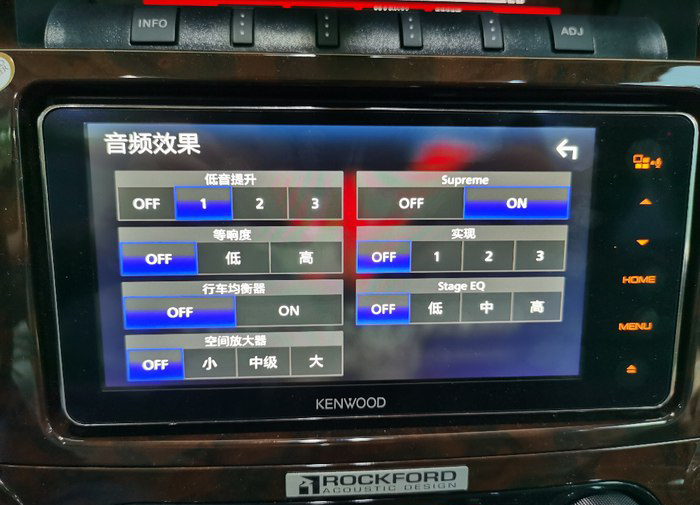 INFO
ADJ
音频效果
低音提升
OFF 1 2 3
Supreme
OFF ON
等响度
OFF 低 高
实现
OFF 1 2 3
行车均衡器
OFF ON
Stage EQ
OFF 低 中 高
空间放大器
OFF 小 中级 大
HOME
MENU
KENWOOD
ROCKFORD
ACOUSTIC DESIGN